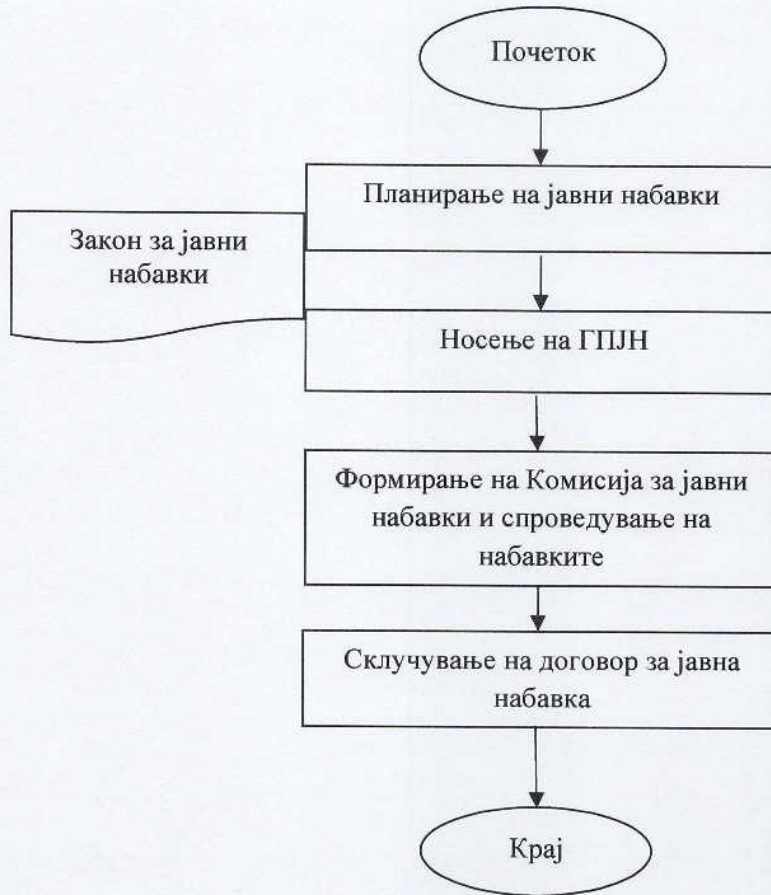 Почеток
Планирање на јавни набавки
Закон за јавни
набавки
Носење на ГПЈН
Формирање на Комисија за јавни
набавки и спроведување на
набавките
Склучување на договор за јавна
набавка
Крај